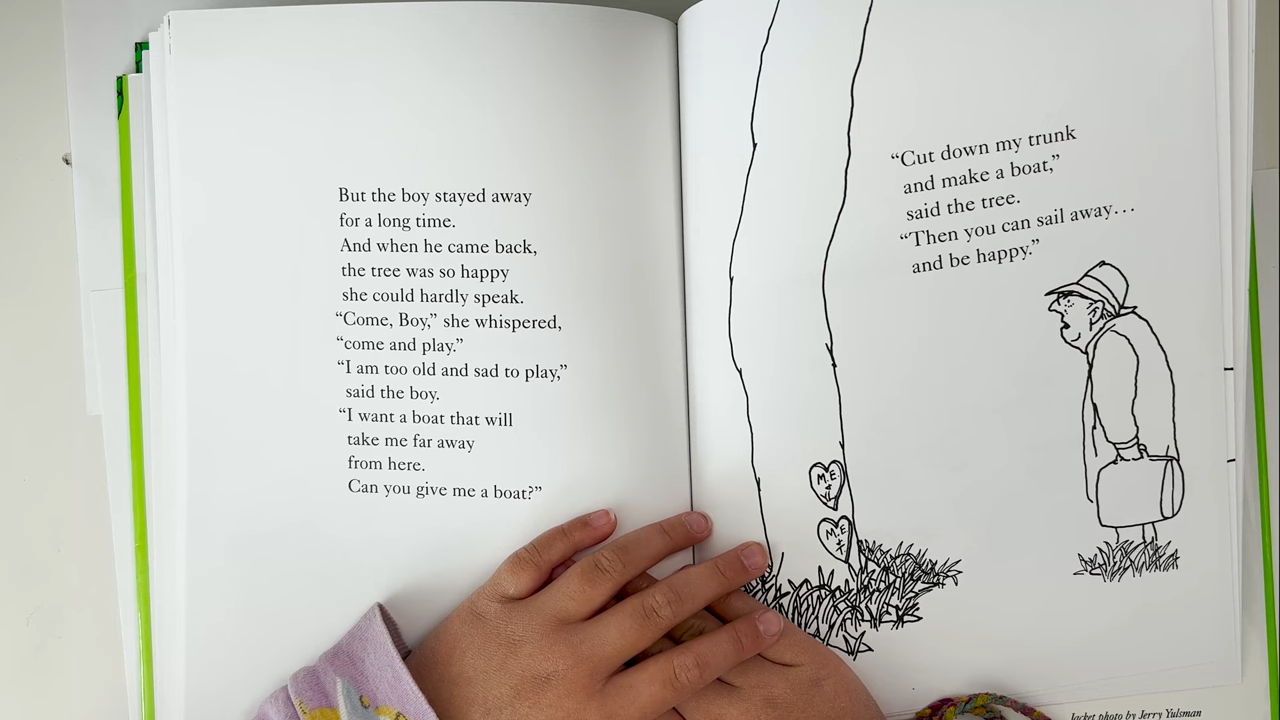 But the boy stayed away
for a long time.
And when he came back,
the tree was so happy
she could hardly speak.
“Come, Boy,” she whispered,
“come and play.”
“I am too old and sad to play,”
said the boy.
“I want a boat that will
take me far away
from here.
Can you give me a boat?”
“Cut down my trunk
and make a boat,”
said the tree.
“Then you can sail away...
and be happy.”
M.E
M.E
Jacket photo by Jerry Yulsman